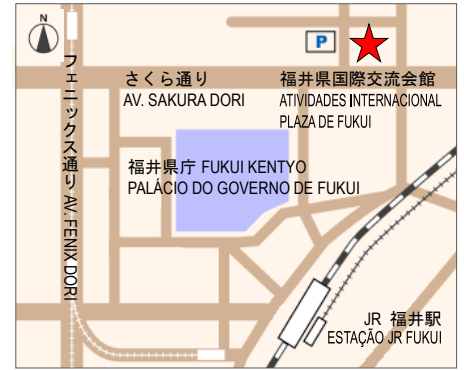 N
P
さくら通り
AV. SAKURA DORI
福井県国際交流会館
ATIVIDADES INTERNACIONAL
PLAZA DE FUKUI
フェニックス通り AV. FENIX DORI
福井県庁 FUKUI KENTYO
PALÁCIO DO GOVERNO DE FUKUI
JR 福井駅
ESTAÇÃO JR FUKUI